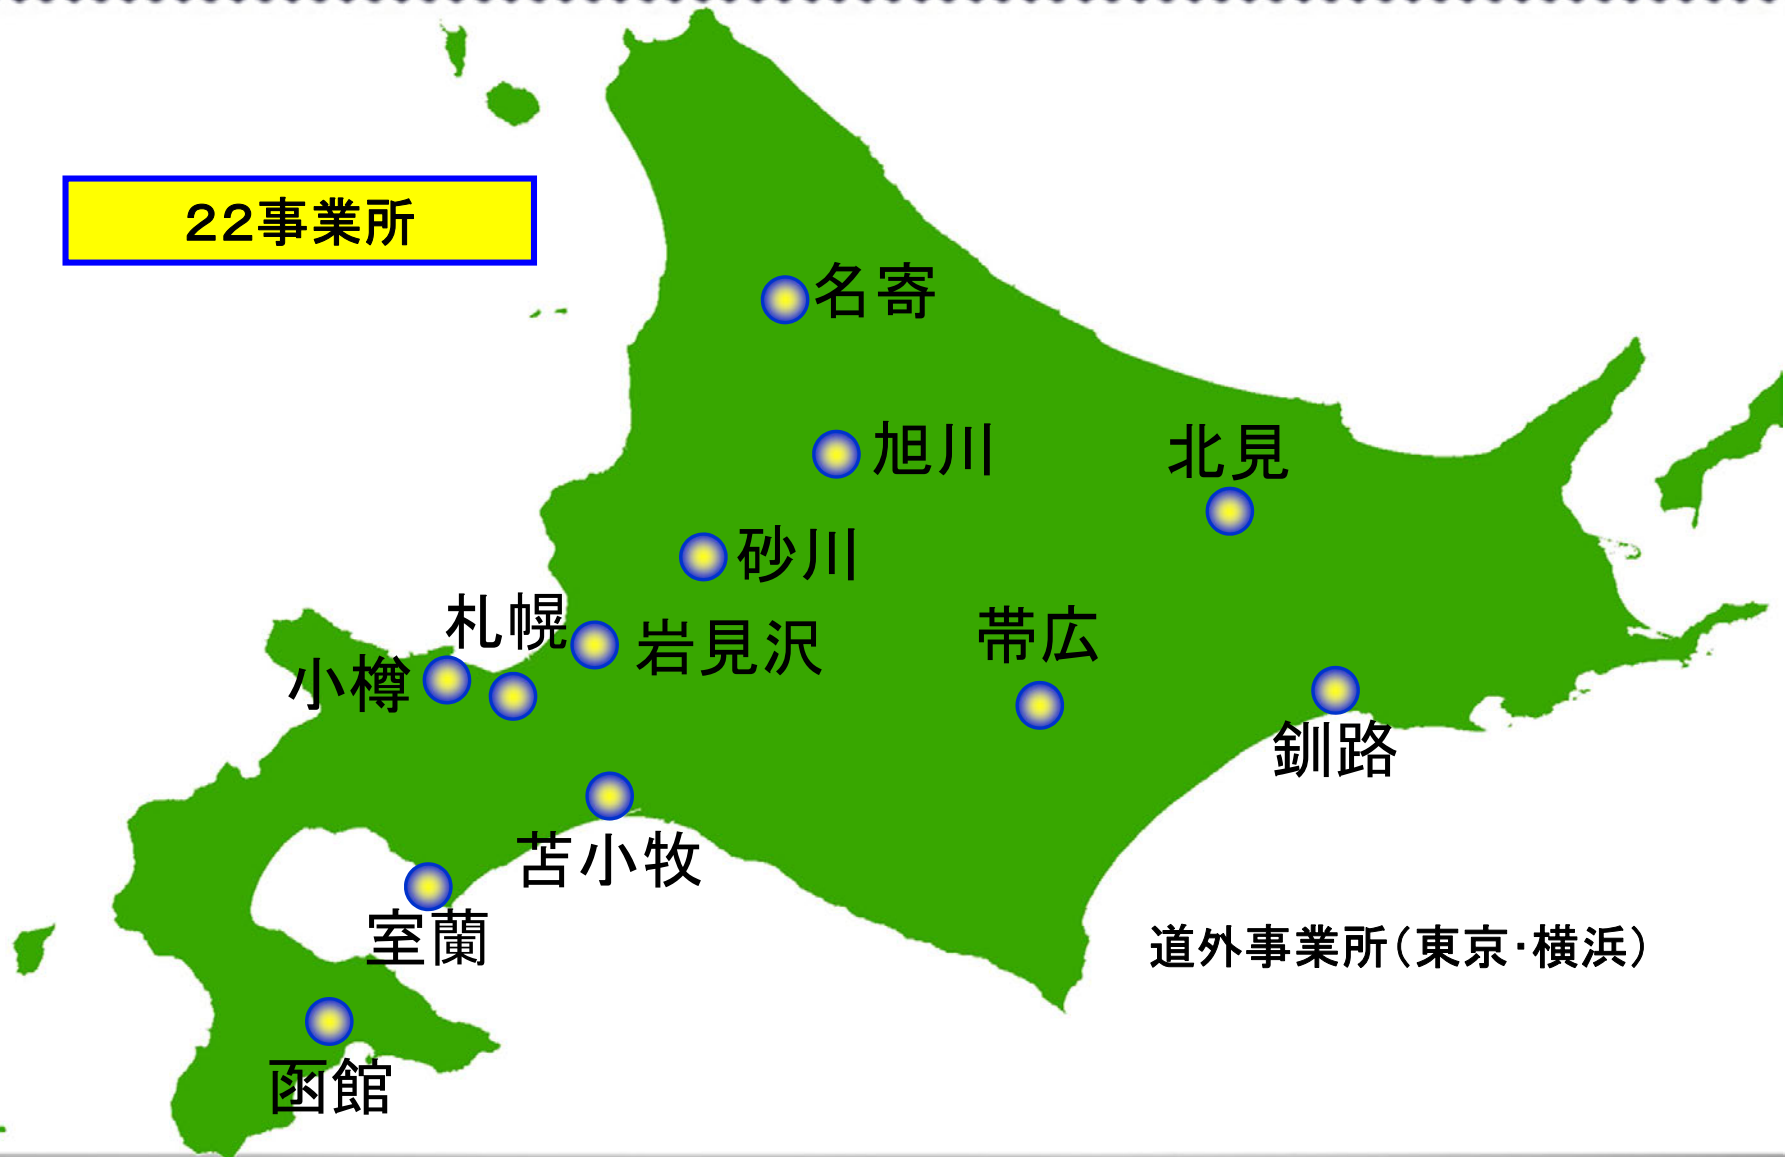 ２２事業所
名寄
旭川
北見
砂川
札幌
岩見沢
帯広
小樽
釧路
苫小牧
室蘭
道外事業所（東京・横浜）
函館